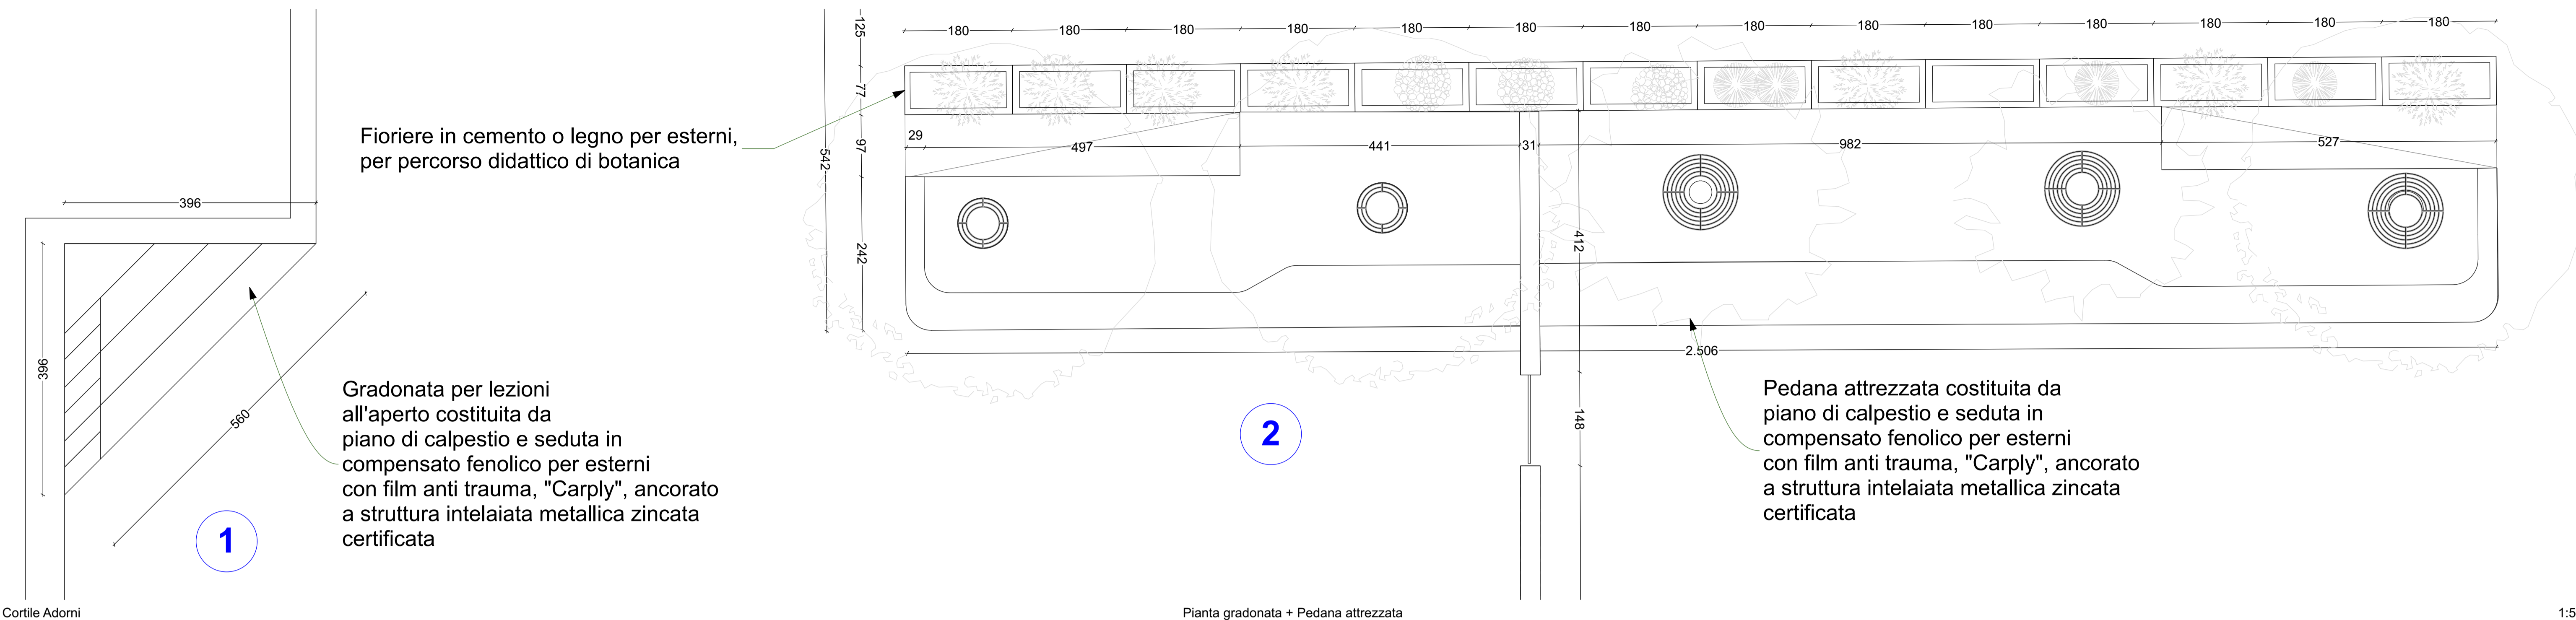 180 180 180 180 180 180 180 180 180 180 180 180 180 180
125
77
97
542
242
29 497 441 31 982 527
412
148
2.506
Fioriere in cemento o legno per esterni,
per percorso didattico di botanica
396
396
560
Gradonata per lezioni
all'aperto costituita da
piano di calpestio e seduta in
compensato fenolico per esterni
con film anti trauma, "Carply", ancorato
a struttura intelaiata metallica zincata
certificata
1
2
Pedana attrezzata costituita da
piano di calpestio e seduta in
compensato fenolico per esterni
con film anti trauma, "Carply", ancorato
a struttura intelaiata metallica zincata
certificata
Cortile Adorni
Pianta gradonata + Pedana attrezzata
1:5